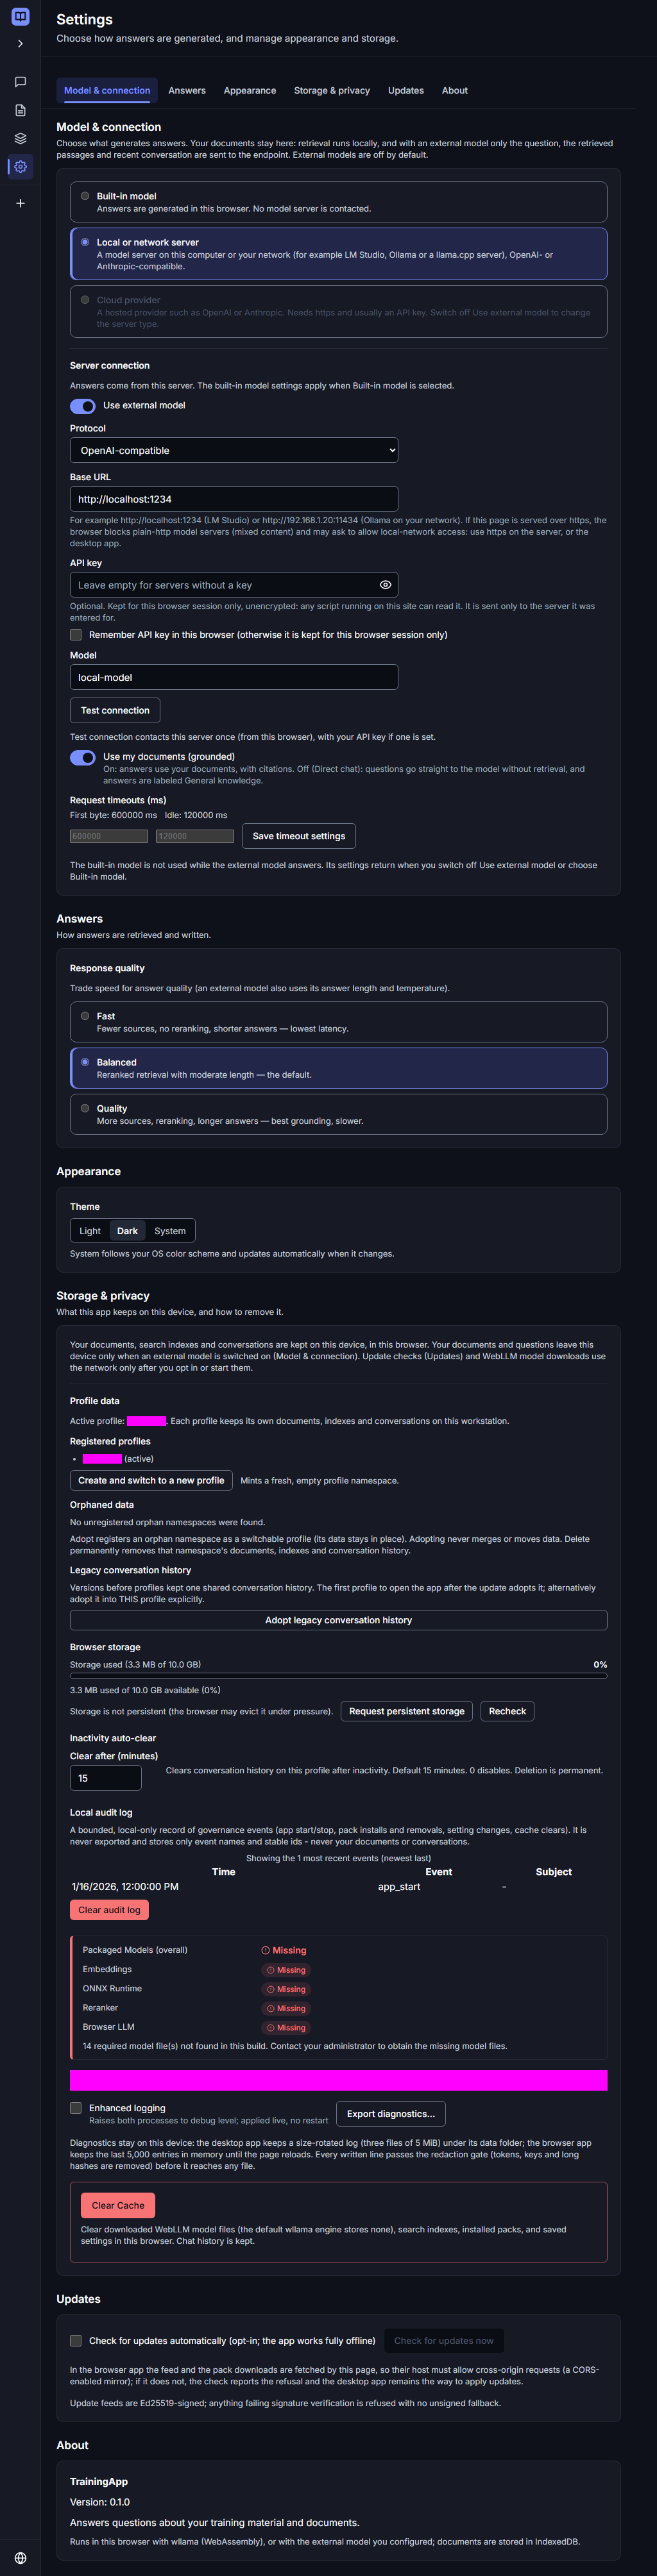 Settings
Choose how answers are generated, and manage appearance and storage.
Model & connection
Answers
Appearance
Storage & privacy
Updates
About
Model & connection
Choose what generates answers. Your documents stay here: retrieval runs locally, and with an external model only the question, the retrieved
passages and recent conversation are sent to the endpoint. External models are off by default.
Built-in model
Answers are generated in this browser. No model server is contacted.
Local or network server
A model server on this computer or your network (for example LM Studio, Ollama or a llama.cpp server), OpenAI- or
Anthropic-compatible.
Cloud provider
A hosted provider such as OpenAI or Anthropic. Needs https and usually an API key. Switch off Use external model to change
the server type.
Server connection
Answers come from this server. The built-in model settings apply when Built-in model is selected.
Use external model
Protocol
OpenAI-compatible
Base URL
http://localhost:1234
For example http://localhost:1234 (LM Studio) or http://192.168.1.20:11434 (Ollama on your network). If this page is served over https, the
browser blocks plain-http model servers (mixed content) and may ask to allow local-network access: use https on the server, or the
desktop app.
API key
Leave empty for servers without a key
Optional. Kept for this browser session only, unencrypted: any script running on this site can read it. It is sent only to the server it was
entered for.
Remember API key in this browser (otherwise it is kept for this browser session only)
Model
local-model
Test connection
Test connection contacts this server once (from this browser), with your API key if one is set.
Use my documents (grounded)
On: answers use your documents, with citations. Off (Direct chat): questions go straight to the model without retrieval, and
answers are labeled General knowledge.
Request timeouts (ms)
First byte: 600000 ms Idle: 120000 ms
600000
120000
Save timeout settings
The built-in model is not used while the external model answers. Its settings return when you switch off Use external model or choose
Built-in model.
Answers
How answers are retrieved and written.
Response quality
Trade speed for answer quality (an external model also uses its answer length and temperature).
Fast
Fewer sources, no reranking, shorter answers — lowest latency.
Balanced
Reranked retrieval with moderate length — the default.
Quality
More sources, reranking, longer answers — best grounding, slower.
Appearance
Theme
Light
Dark
System
System follows your OS color scheme and updates automatically when it changes.
Storage & privacy
What this app keeps on this device, and how to remove it.
Your documents, search indexes and conversations are kept on this device, in this browser. Your documents and questions leave this
device only when an external model is switched on (Model & connection). Update checks (Updates) and WebLLM model downloads use
the network only after you opt in or start them.
Profile data
Active profile: . Each profile keeps its own documents, indexes and conversations on this workstation.
Registered profiles
• (active)
Create and switch to a new profile
Mints a fresh, empty profile namespace.
Orphaned data
No unregistered orphan namespaces were found.
Adopt registers an orphan namespace as a switchable profile (its data stays in place). Adopting never merges or moves data. Delete
permanently removes that namespace's documents, indexes and conversation history.
Legacy conversation history
Versions before profiles kept one shared conversation history. The first profile to open the app after the update adopts it; alternatively
adopt it into THIS profile explicitly.
Adopt legacy conversation history
Browser storage
Storage used (3.3 MB of 10.0 GB)
0%
3.3 MB used of 10.0 GB available (0%)
Storage is not persistent (the browser may evict it under pressure).
Request persistent storage
Recheck
Inactivity auto-clear
Clear after (minutes)
15
Clears conversation history on this profile after inactivity. Default 15 minutes. 0 disables. Deletion is permanent.
Local audit log
A bounded, local-only record of governance events (app start/stop, pack installs and removals, setting changes, cache clears). It is
never exported and stores only event names and stable ids - never your documents or conversations.
Showing the 1 most recent events (newest last)
Time Event Subject
1/16/2026, 12:00:00 PM app_start -
Clear audit log
Packaged Models (overall) Missing
Embeddings Missing
ONNX Runtime Missing
Reranker Missing
Browser LLM Missing
14 required model file(s) not found in this build. Contact your administrator to obtain the missing model files.
Enhanced logging
Raises both processes to debug level; applied live, no restart
Export diagnostics...
Diagnostics stay on this device: the desktop app keeps a size-rotated log (three files of 5 MiB) under its data folder; the browser app
keeps the last 5,000 entries in memory until the page reloads. Every written line passes the redaction gate (tokens, keys and long
hashes are removed) before it reaches any file.
Clear Cache
Clear downloaded WebLLM model files (the default wllama engine stores none), search indexes, installed packs, and saved
settings in this browser. Chat history is kept.
Updates
Check for updates automatically (opt-in; the app works fully offline)
Check for updates now
In the browser app the feed and the pack downloads are fetched by this page, so their host must allow cross-origin requests (a CORS-
enabled mirror); if it does not, the check reports the refusal and the desktop app remains the way to apply updates.
Update feeds are Ed25519-signed; anything failing signature verification is refused with no unsigned fallback.
About
TrainingApp
Version: 0.1.0
Answers questions about your training material and documents.
Runs in this browser with wllama (WebAssembly), or with the external model you configured; documents are stored in IndexedDB.